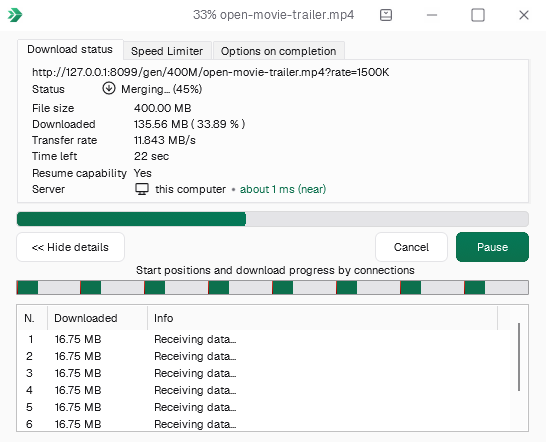 33% open-movie-trailer.mp4
Download status
Speed Limiter
Options on completion
http://127.0.0.1:8099/gen/400M/open-movie-trailer.mp4?rate=1500K
Status Merging... (45%)
File size 400.00 MB
Downloaded 135.56 MB ( 33.89 % )
Transfer rate 11.843 MB/s
Time left 22 sec
Resume capability Yes
Server this computer • about 1 ms (near)
<< Hide details Cancel Pause
Start positions and download progress by connections
N. Downloaded Info
1 16.75 MB Receiving data...
2 16.75 MB Receiving data...
3 16.75 MB Receiving data...
4 16.75 MB Receiving data...
5 16.75 MB Receiving data...
6 16.75 MB Receiving data...